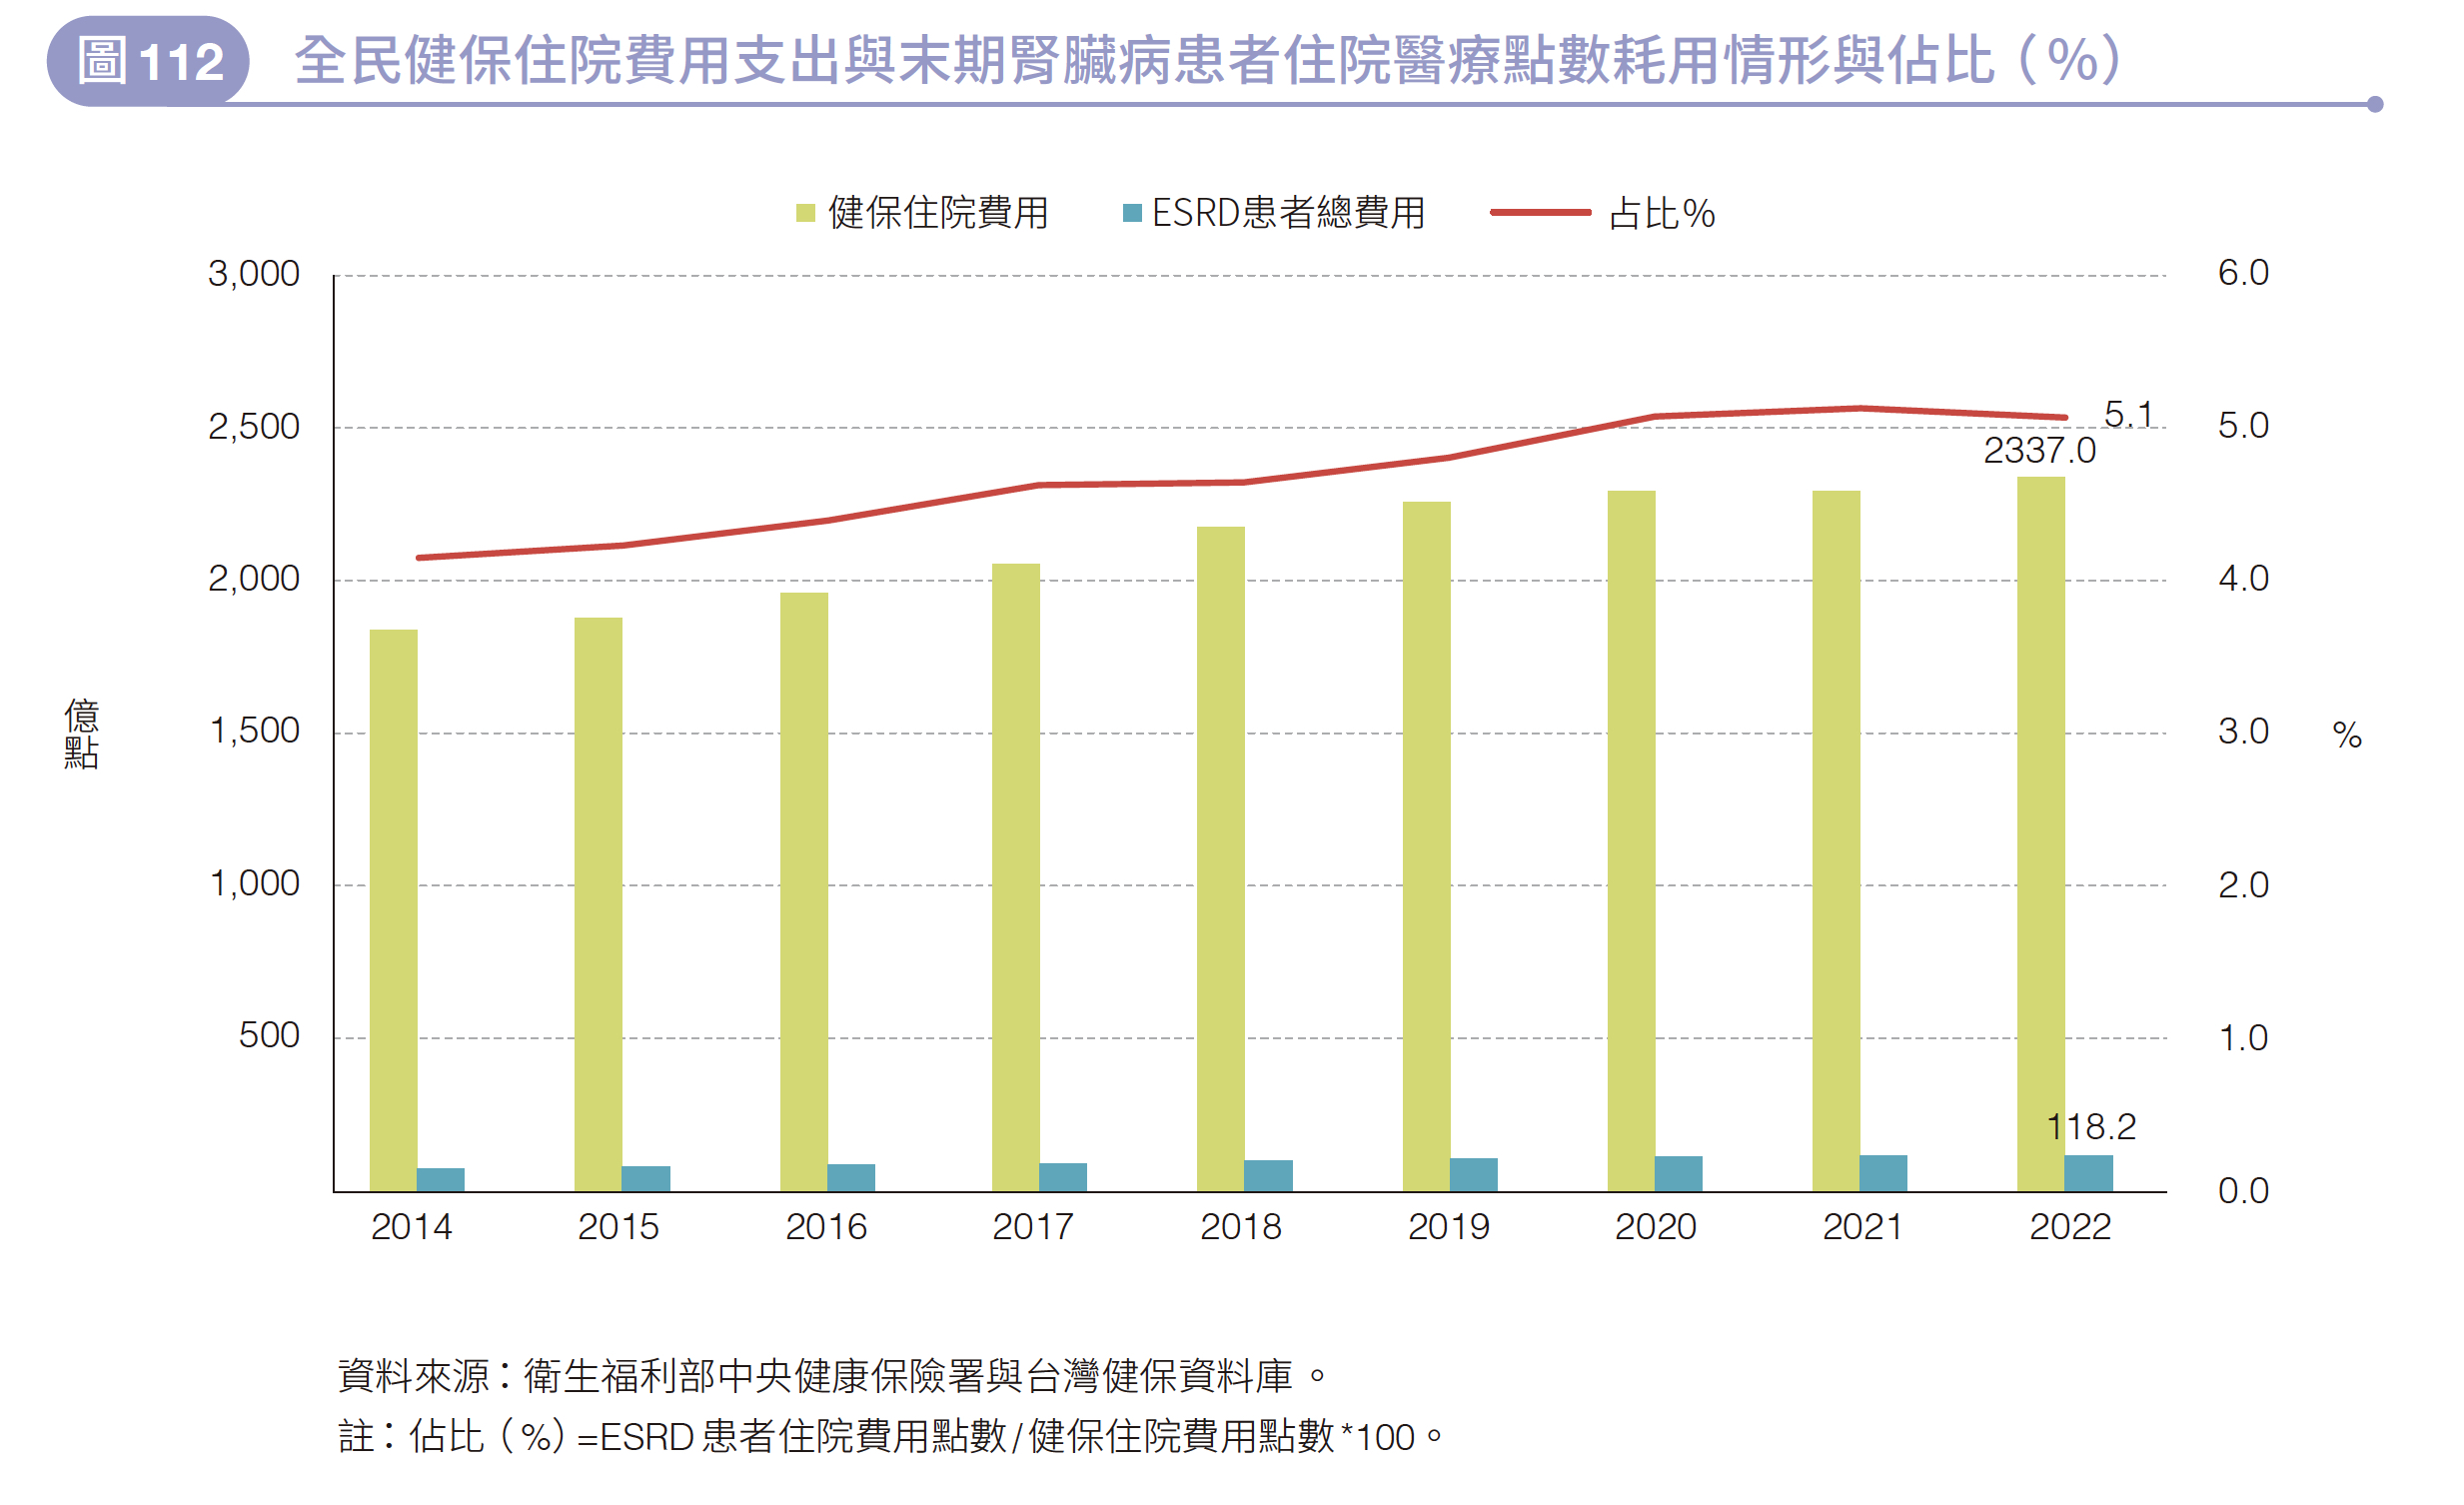 圖 112 全民健保住院費用支出與末期腎臟病患者住院醫療點數耗用情形與佔比（%）
健保住院費用 ESRD患者總費用 占比%
3,000 6.0
2,500 5.0
2,000 4.0
1,500 3.0
1,000 2.0
500 1.0
0.0
億點
%
5.1
2337.0
118.2
2014 2015 2016 2017 2018 2019 2020 2021 2022
資料來源：衛生福利部中央健康保險署與台灣健保資料庫。
註：佔比（%）=ESRD 患者住院費用點數/健保住院費用點數*100。